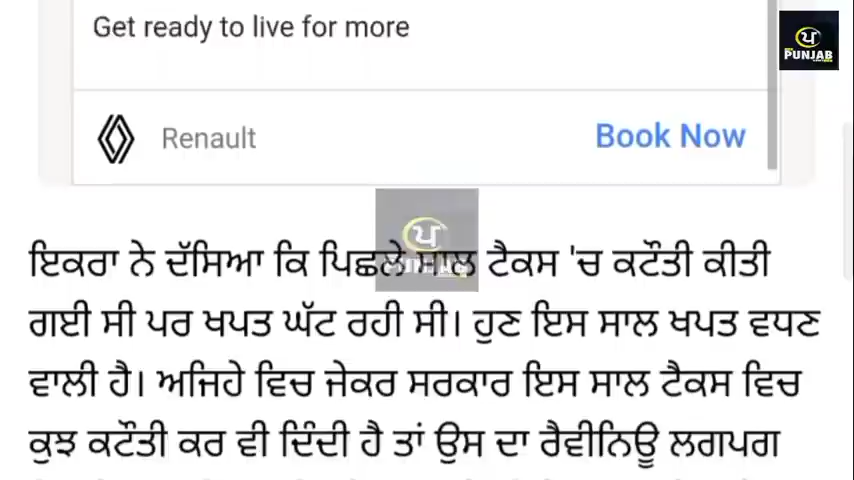 Get ready to live for more
ਪ
PUNJAB
Renault
Book Now
ਪ
PUNJAB
ਇਕਰਾ ਨੇ ਦੱਸਿਆ ਕਿ ਪਿਛਲੇ ਸਾਲ ਟੈਕਸ 'ਚ ਕਟੌਤੀ ਕੀਤੀ
ਗਈ ਸੀ ਪਰ ਖਪਤ ਘੱਟ ਰਹੀ ਸੀ। ਹੁਣ ਇਸ ਸਾਲ ਖਪਤ ਵਧਣ
ਵਾਲੀ ਹੈ। ਅਜਿਹੇ ਵਿਚ ਜੇਕਰ ਸਰਕਾਰ ਇਸ ਸਾਲ ਟੈਕਸ ਵਿਚ
ਕੁਝ ਕਟੌਤੀ ਕਰ ਵੀ ਦਿੰਦੀ ਹੈ ਤਾਂ ਉਸ ਦਾ ਰੈਵੀਨਿਊ ਲਗਪਗ